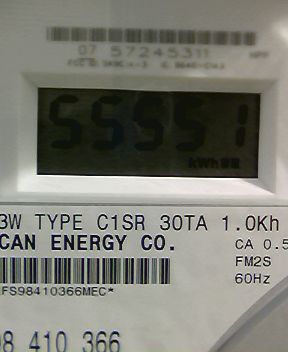 07 57245311
55551
kWh
3W TYPE C1SR 30TA 1.0Kh
CAN ENERGY CO.
CA 0.5
FM2S
60Hz
FS98410366MEC*
98 410 366